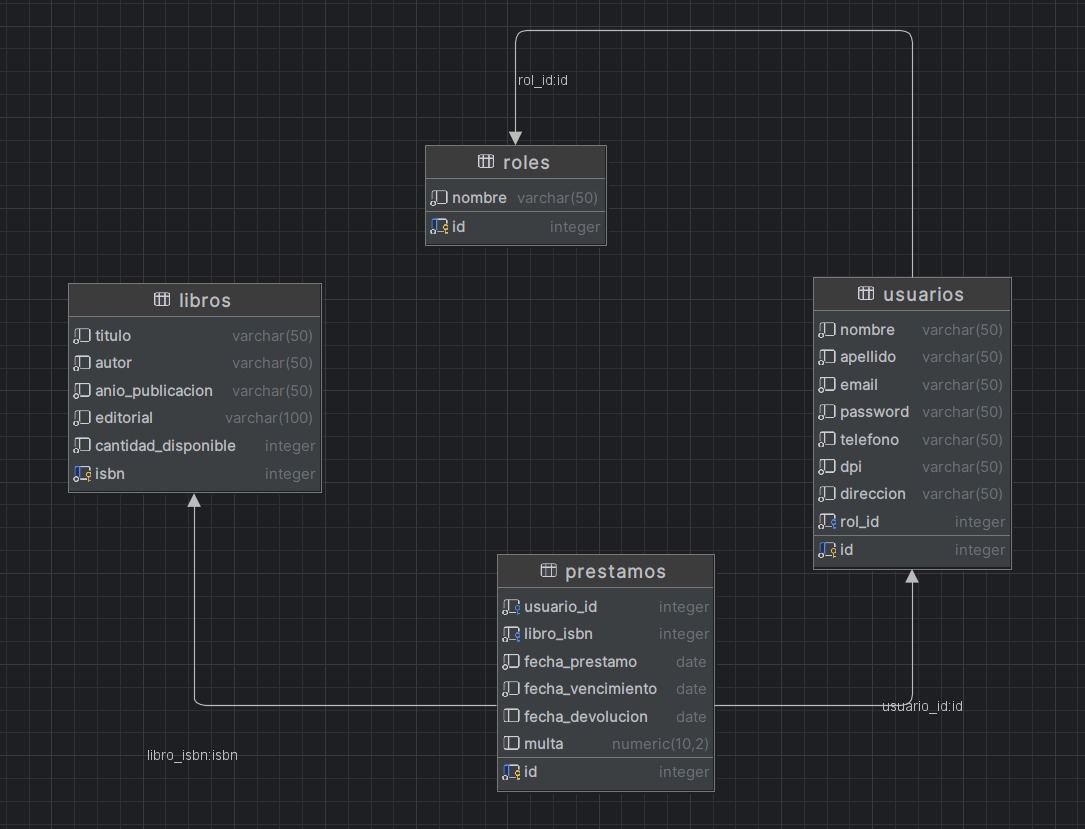 rol_id:id
roles
nombre varchar(50)
id integer
libros
titulo varchar(50)
autor varchar(50)
anio_publicacion varchar(50)
editorial varchar(100)
cantidad_disponible integer
isbn integer
usuarios
nombre varchar(50)
apellido varchar(50)
email varchar(50)
password varchar(50)
telefono varchar(50)
dpi varchar(50)
direccion varchar(50)
rol_id integer
id integer
prestamos
usuario_id integer
libro_isbn integer
fecha_prestamo date
fecha_vencimiento date
fecha_devolucion date
multa numeric(10,2)
id integer
usuario_id:id
libro_isbn:isbn